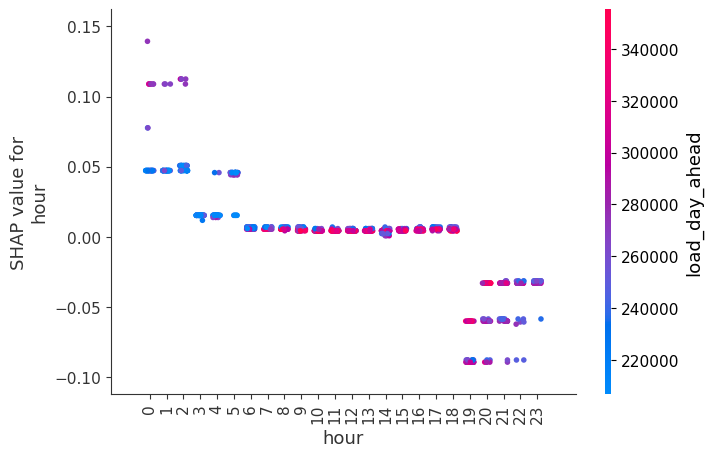 0.15
0.10
0.05
0.00
−0.05
−0.10
SHAP value for
hour
0 1 2 3 4 5 6 7 8 9 10 11 12 13 14 15 16 17 18 19 20 21 22 23
hour
340000
320000
300000
280000
260000
240000
220000
load_day_ahead